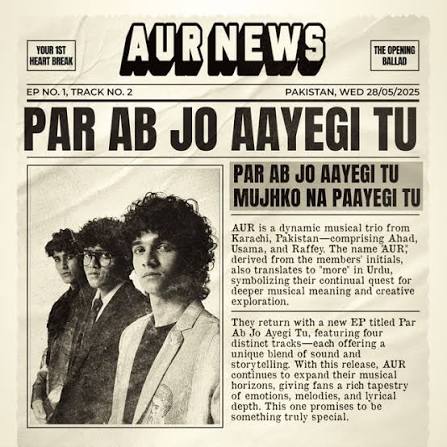 YOUR 1ST
HEART BREAK
AUR NEWS
THE OPENING
BALLAD
EP NO. 1, TRACK NO. 2
PAKISTAN, WED 28/05/2025
PAR AB JO AAYEGI TU
PAR AB JO AAYEGI TU
MUJHKO NA PAAYEGI TU
AUR is a dynamic musical trio from
Karachi, Pakistan—comprising Ahad,
Usama, and Raffey. The name "AUR,"
derived from the members' initials,
also translates to "more" in Urdu,
symbolizing their continual quest for
deeper musical meaning and creative
exploration.
They return with a new EP titled Par
Ab Jo Ayegi Tu, featuring four
distinct tracks—each offering a
unique blend of sound and
storytelling. With this release, AUR
continues to expand their musical
horizons, giving fans a rich tapestry
of emotions, melodies, and lyrical
depth. This one promises to be
something truly special.